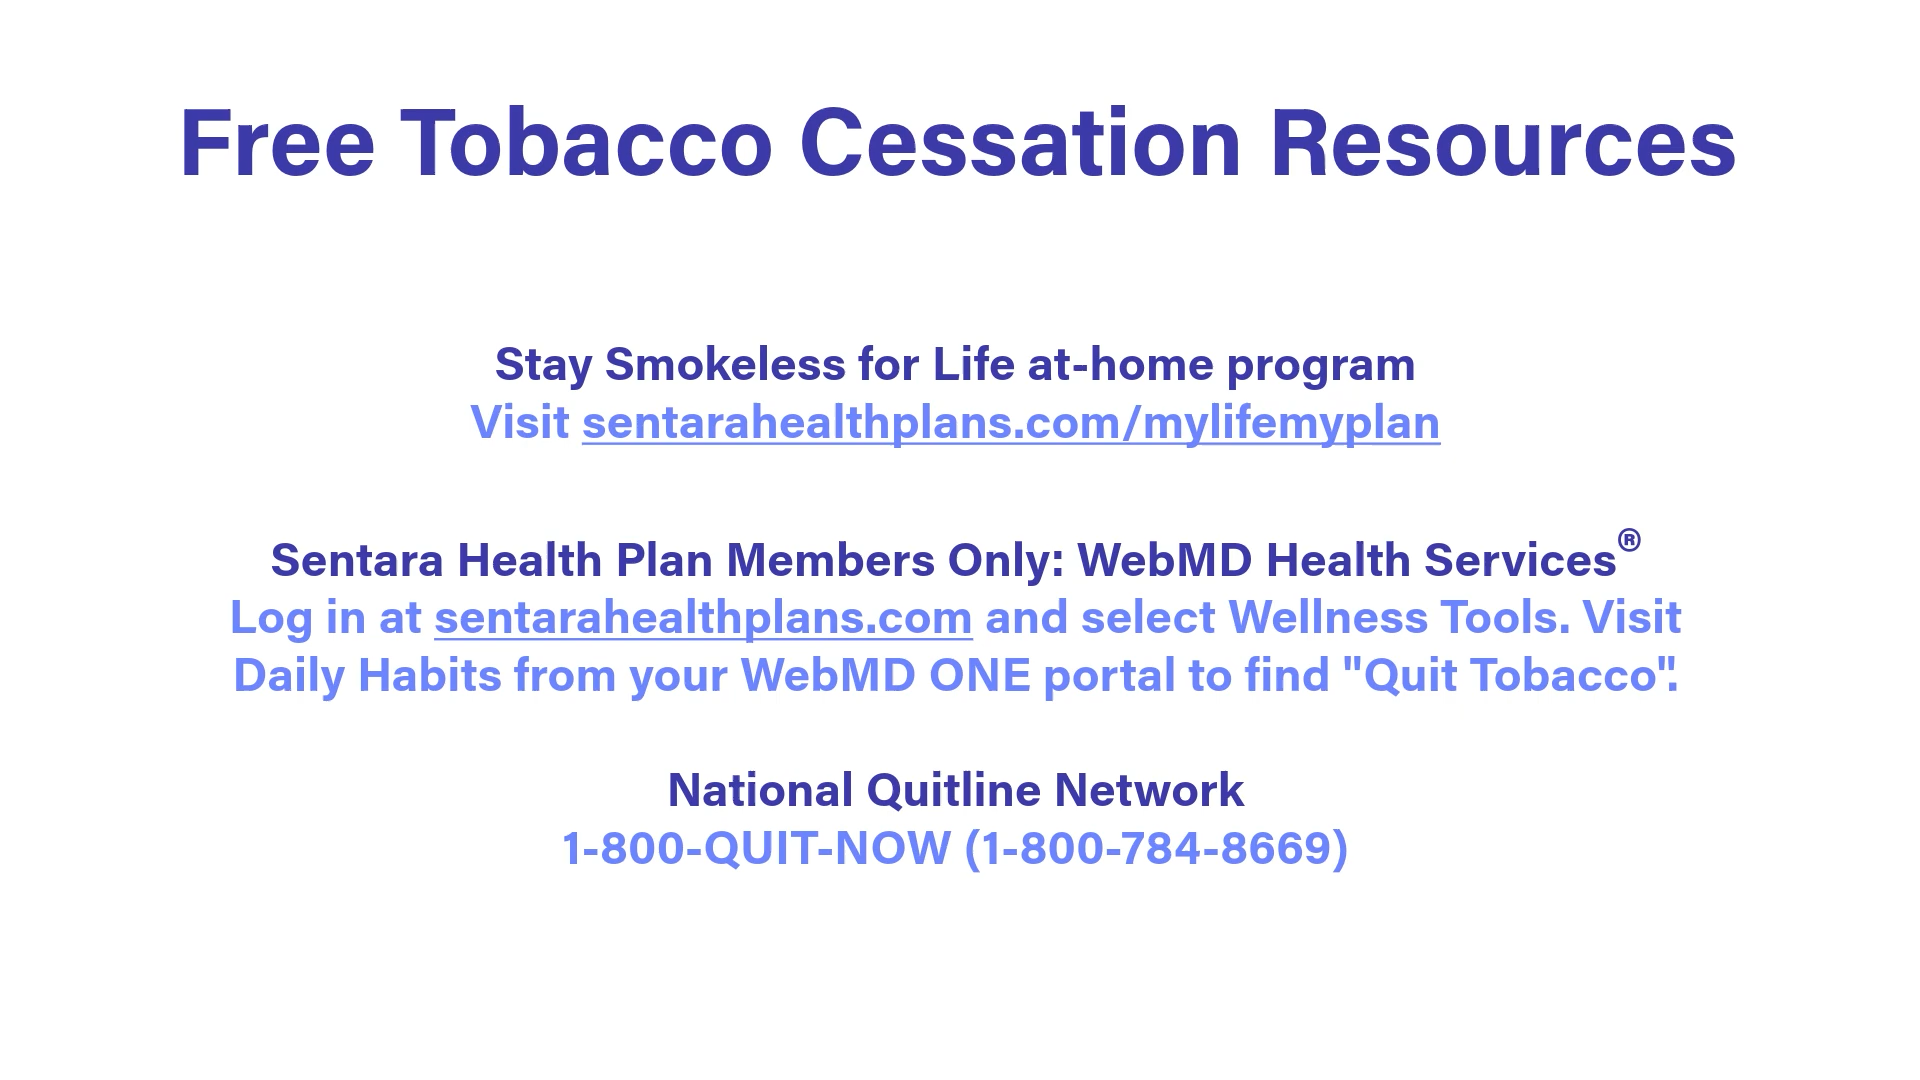 Free Tobacco Cessation Resources
Stay Smokeless for Life at-home program
Visit sentarahealthplans.com/mylifemyplan
Sentara Health Plan Members Only: WebMD Health Services®
Log in at sentarahealthplans.com and select Wellness Tools. Visit
Daily Habits from your WebMD ONE portal to find "Quit Tobacco".
National Quitline Network
1-800-QUIT-NOW (1-800-784-8669)